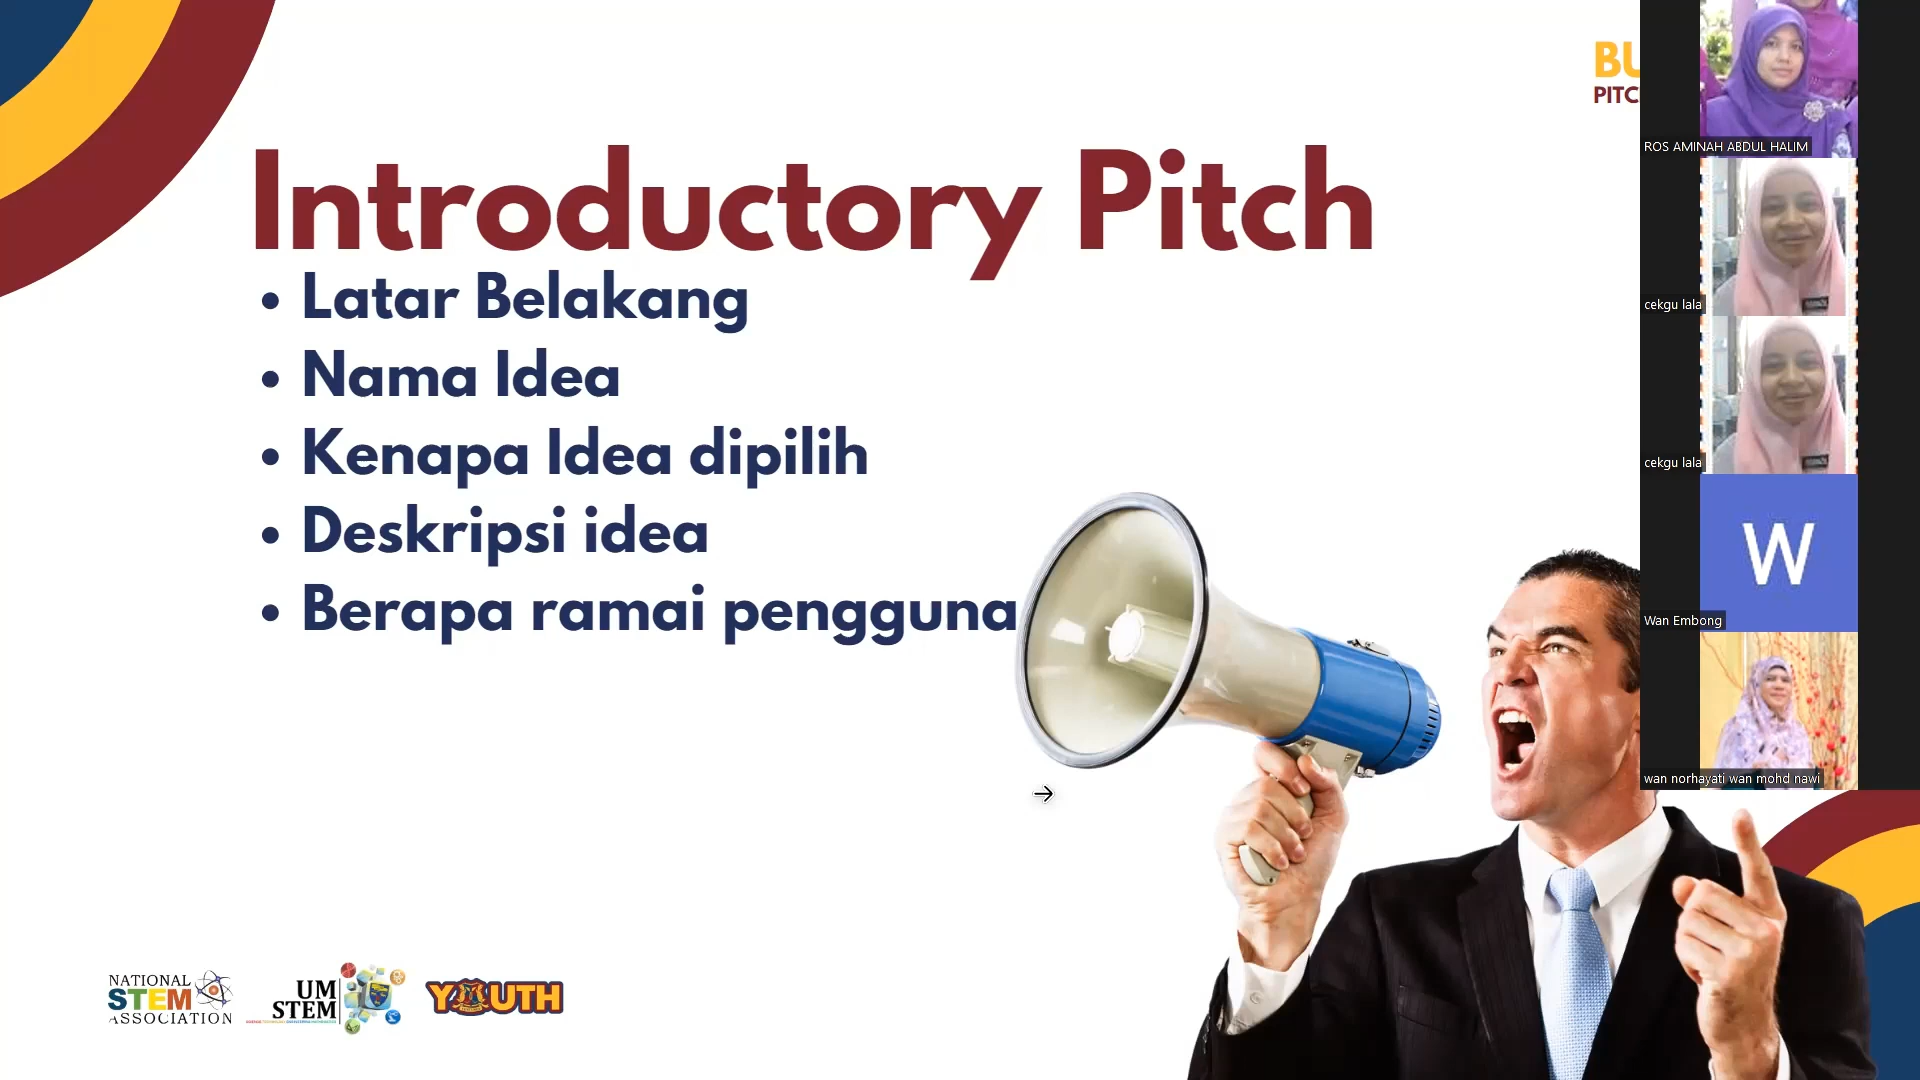 BU
PITC
Introductory Pitch
• Latar Belakang
• Nama Idea
• Kenapa Idea dipilih
• Deskripsi idea
• Berapa ramai pengguna
ROS AMINAH ABDUL HALIM
cekgu lala
cekgu lala
W
Wan Embong
wan norhayati wan mohd nawi
NATIONAL
STEM
ASSOCIATION
UM
STEM
YOUTH